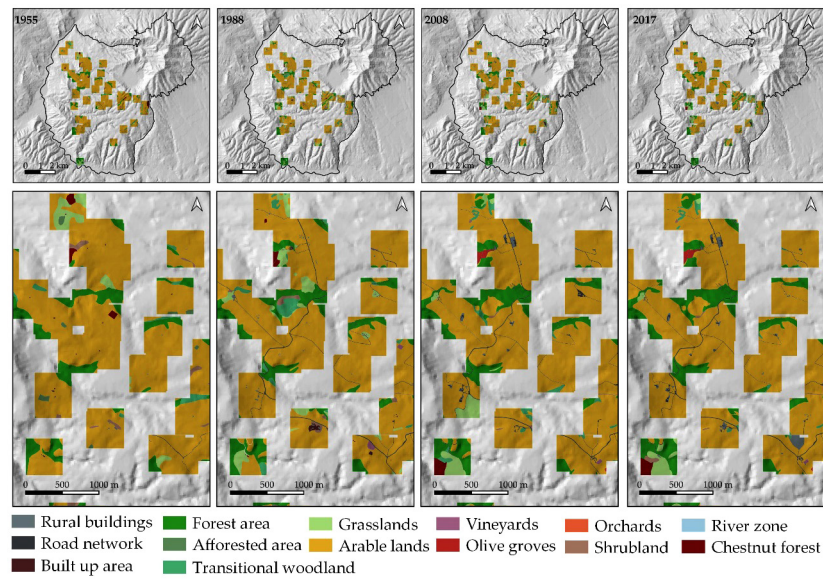 1955
1988
2008
2017
0 1 2 km
0 1 2 km
0 1 2 km
0 1 2 km
0 500 1000 m
0 500 1000 m
0 500 1000 m
0 500 1000 m
Rural buildings
Forest area
Grasslands
Vineyards
Orchards
River zone
Road network
Afforested area
Arable lands
Olive groves
Shrubland
Chestnut forest
Built up area
Transitional woodland